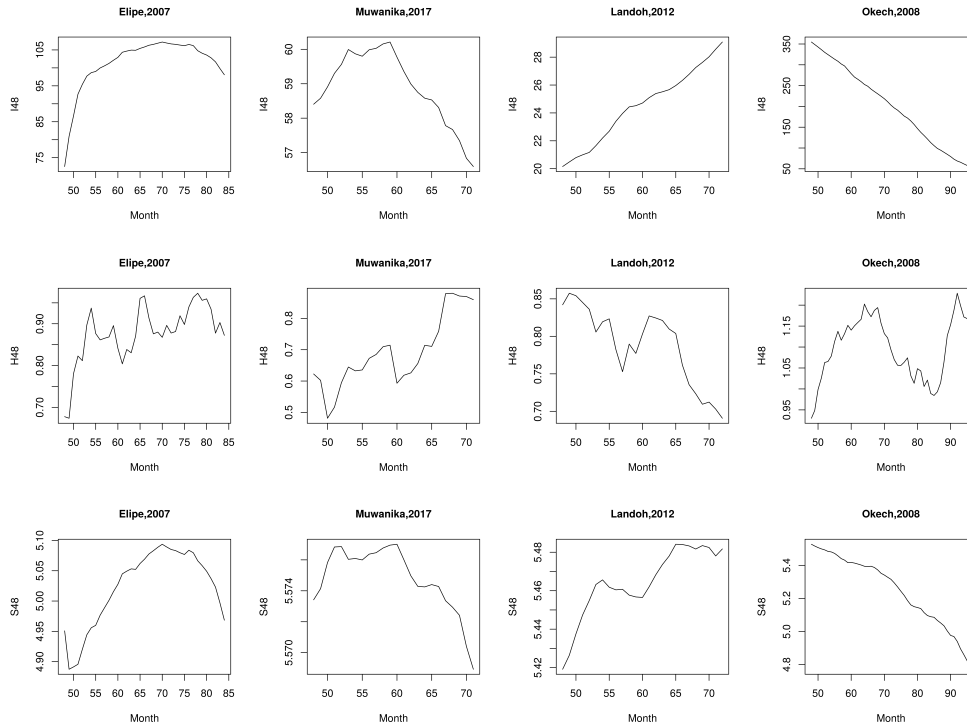 Elipe,2007 Muwanika,2017 Landoh,2012 Okech,2008
I48 75 85 95 105
50 55 60 65 70 75 80 85
Month
I48 57 58 59 60
50 55 60 65 70
Month
I48 20 22 24 26 28
50 55 60 65 70
Month
I48 50 150 250 350
50 60 70 80 90
Month
Elipe,2007 Muwanika,2017 Landoh,2012 Okech,2008
H48 0.70 0.80 0.90
50 55 60 65 70 75 80 85
Month
H48 0.5 0.6 0.7 0.8
50 55 60 65 70
Month
H48 0.70 0.75 0.80 0.85
50 55 60 65 70
Month
H48 0.95 1.05 1.15
50 60 70 80 90
Month
Elipe,2007 Muwanika,2017 Landoh,2012 Okech,2008
S48 4.90 4.95 5.00 5.05 5.10
50 55 60 65 70 75 80 85
Month
S48 5.570 5.574
50 55 60 65 70
Month
S48 5.42 5.44 5.46 5.48
50 55 60 65 70
Month
S48 4.8 5.0 5.2 5.4
50 60 70 80 90
Month